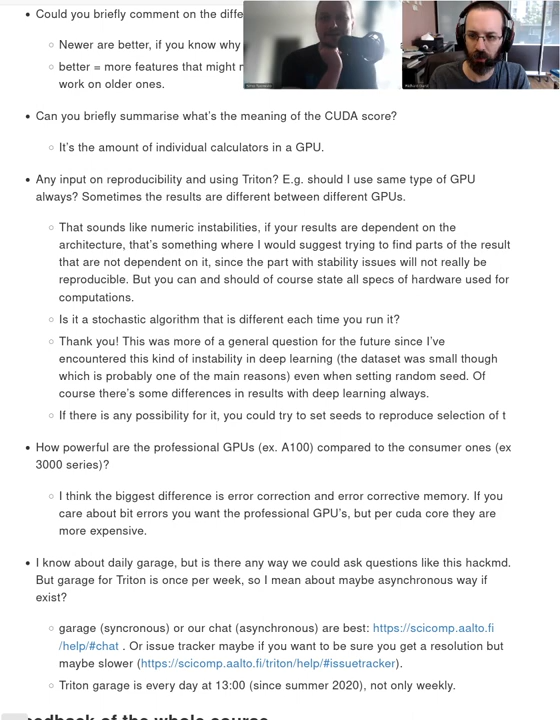 Could you briefly comment on the diffe
Newer are better, if you know why
better = more features that might
work on older ones.
Can you briefly summarise what's the meaning of the CUDA score?
It's the amount of individual calculators in a GPU.
Any input on reproducibility and using Triton? E.g. should I use same type of GPU
always? Sometimes the results are different between different GPUs.
That sounds like numeric instabilities, if your results are dependent on the
architecture, that's something where I would suggest trying to find parts of the result
that are not dependent on it, since the part with stability issues will not really be
reproducible. But you can and should of course state all specs of hardware used for
computations.
Is it a stochastic algorithm that is different each time you run it?
Thank you! This was more of a general question for the future since I've
encountered this kind of instability in deep learning (the dataset was small though
which is probably one of the main reasons) even when setting random seed. Of
course there's some differences in results with deep learning always.
If there is any possibility for it, you could try to set seeds to reproduce selection of t
How powerful are the professional GPUs (ex. A100) compared to the consumer ones (ex
3000 series)?
I think the biggest difference is error correction and error corrective memory. If you
care about bit errors you want the professional GPU's, but per cuda core they are
more expensive.
I know about daily garage, but is there any way we could ask questions like this hackmd.
But garage for Triton is once per week, so I mean about maybe asynchronous way if
exist?
garage (syncronous) or our chat (asynchronous) are best: https://scicomp.aalto.fi
/help/#chat . Or issue tracker maybe if you want to be sure you get a resolution but
maybe slower (https://scicomp.aalto.fi/triton/help/#issuetracker).
Triton garage is every day at 13:00 (since summer 2020), not only weekly.
edback of the whole course